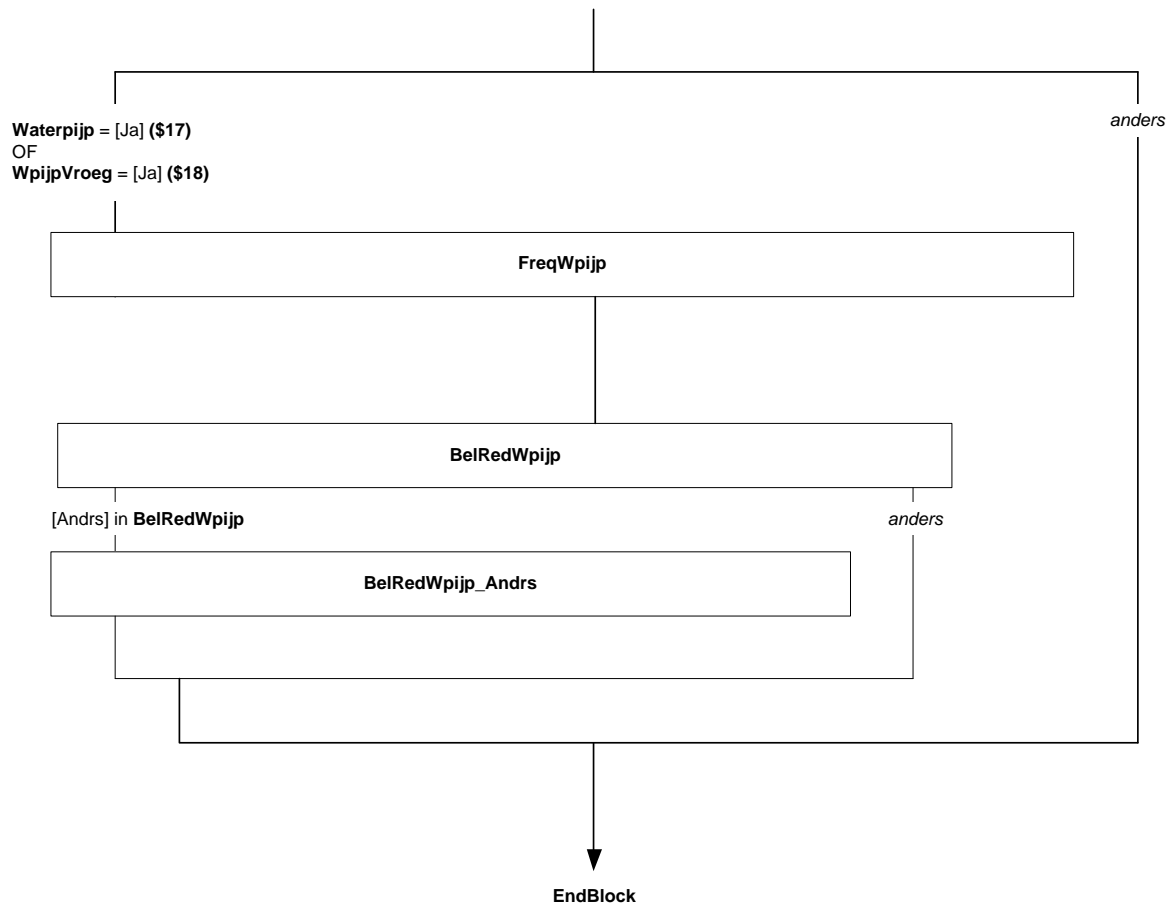 anders
Waterpijp = [Ja] ($17)
OF
WpijpVroeg = [Ja] ($18)
FreqWpijp
BelRedWpijp
[Andrs] in BelRedWpijp
anders
BelRedWpijp_Andrs
EndBlock